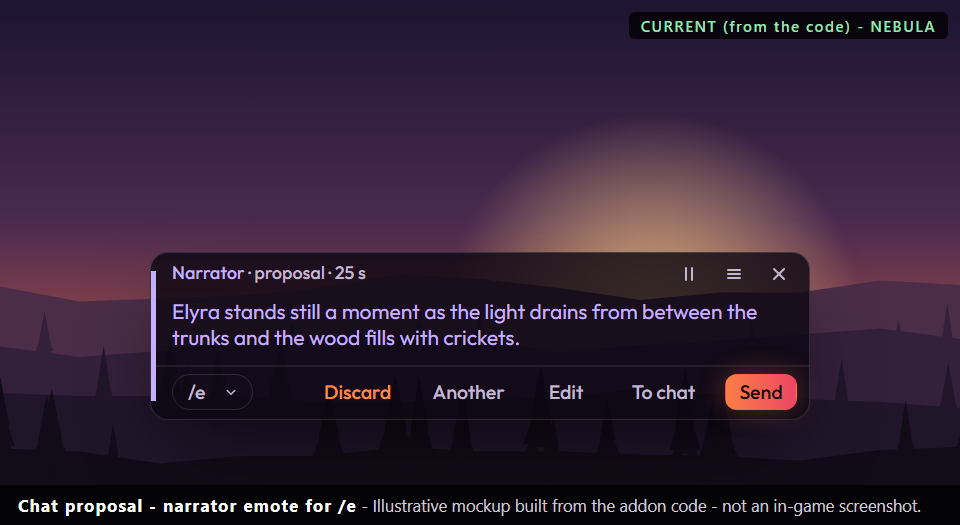 CURRENT (from the code) - NEBULA
Narrator · proposal · 25 s
Elyra stands still a moment as the light drains from between the
trunks and the wood fills with crickets.
/e Discard Another Edit To chat Send
Chat proposal - narrator emote for /e - Illustrative mockup built from the addon code - not an in-game screenshot.